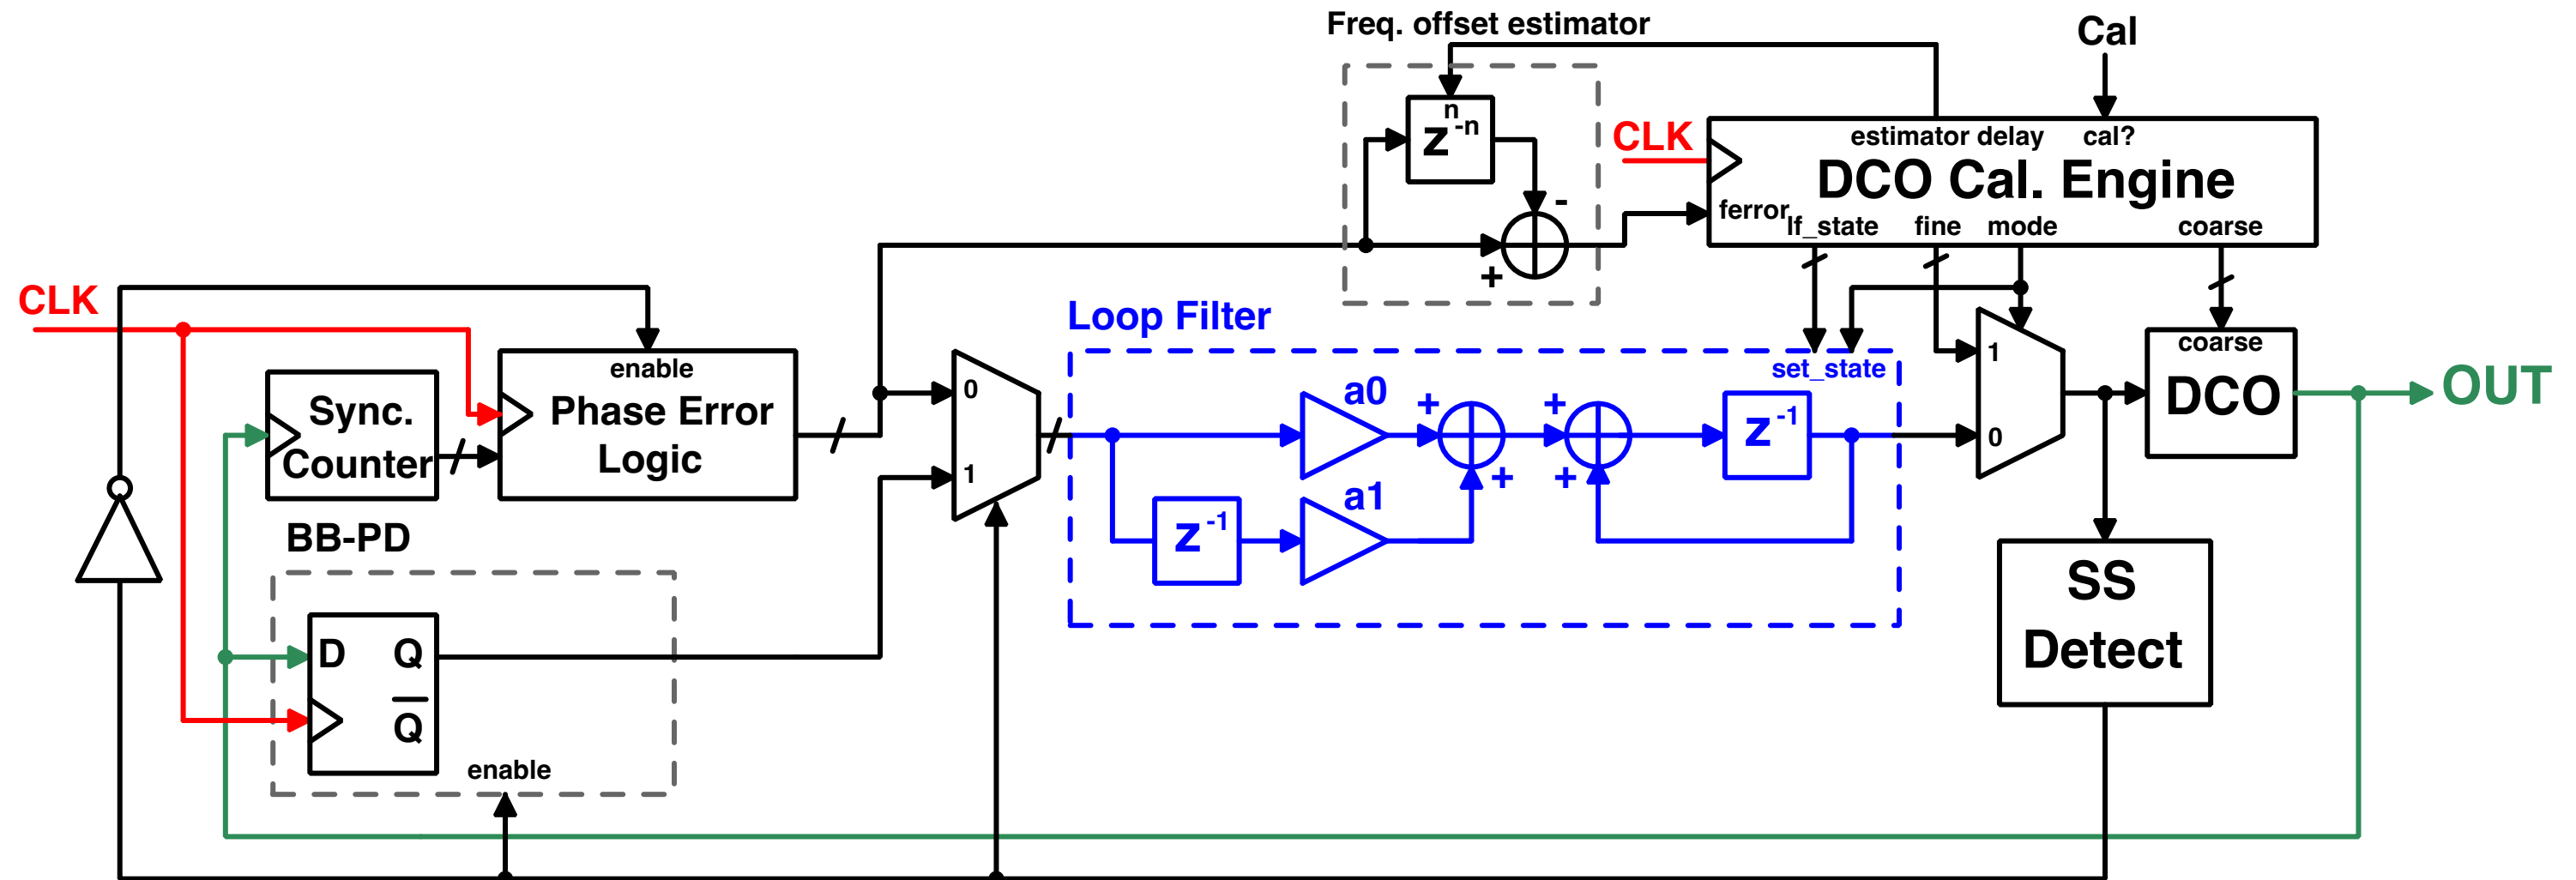 Freq. offset estimator
Cal
n
z-n
-
+
CLK
estimator delay cal?
DCO Cal. Engine
ferror
lf_state fine mode coarse
CLK
enable
Phase Error
Logic
Sync.
Counter
0
1
Loop Filter
set_state
a0
+
+
+
+
z-1
a1
z-1
1
0
coarse
DCO
OUT
BB-PD
D Q
Q
enable
SS
Detect